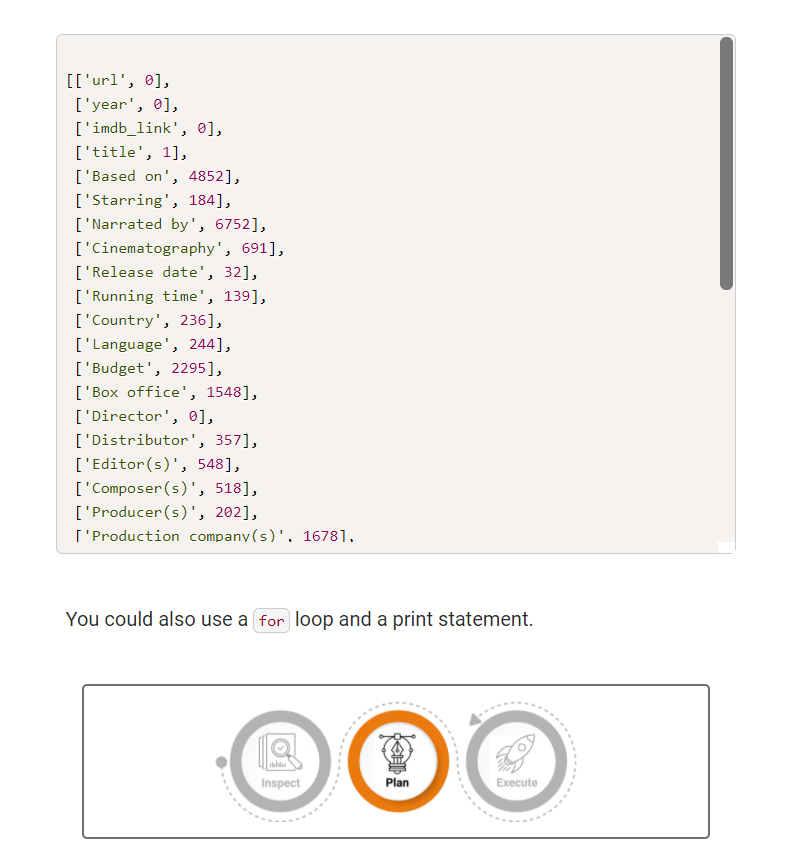 [['url', 0],
['year', 0],
['imdb_link', 0],
['title', 1],
['Based on', 4852],
['Starring', 184],
['Narrated by', 6752],
['Cinematography', 691],
['Release date', 32],
['Running time', 139],
['Country', 236],
['Language', 244],
['Budget', 2295],
['Box office', 1548],
['Director', 0],
['Distributor', 357],
['Editor(s)', 548],
['Composer(s)', 518],
['Producer(s)', 202],
['Production company(s)', 1678],
You could also use a for loop and a print statement.
Inspect
Plan
Execute